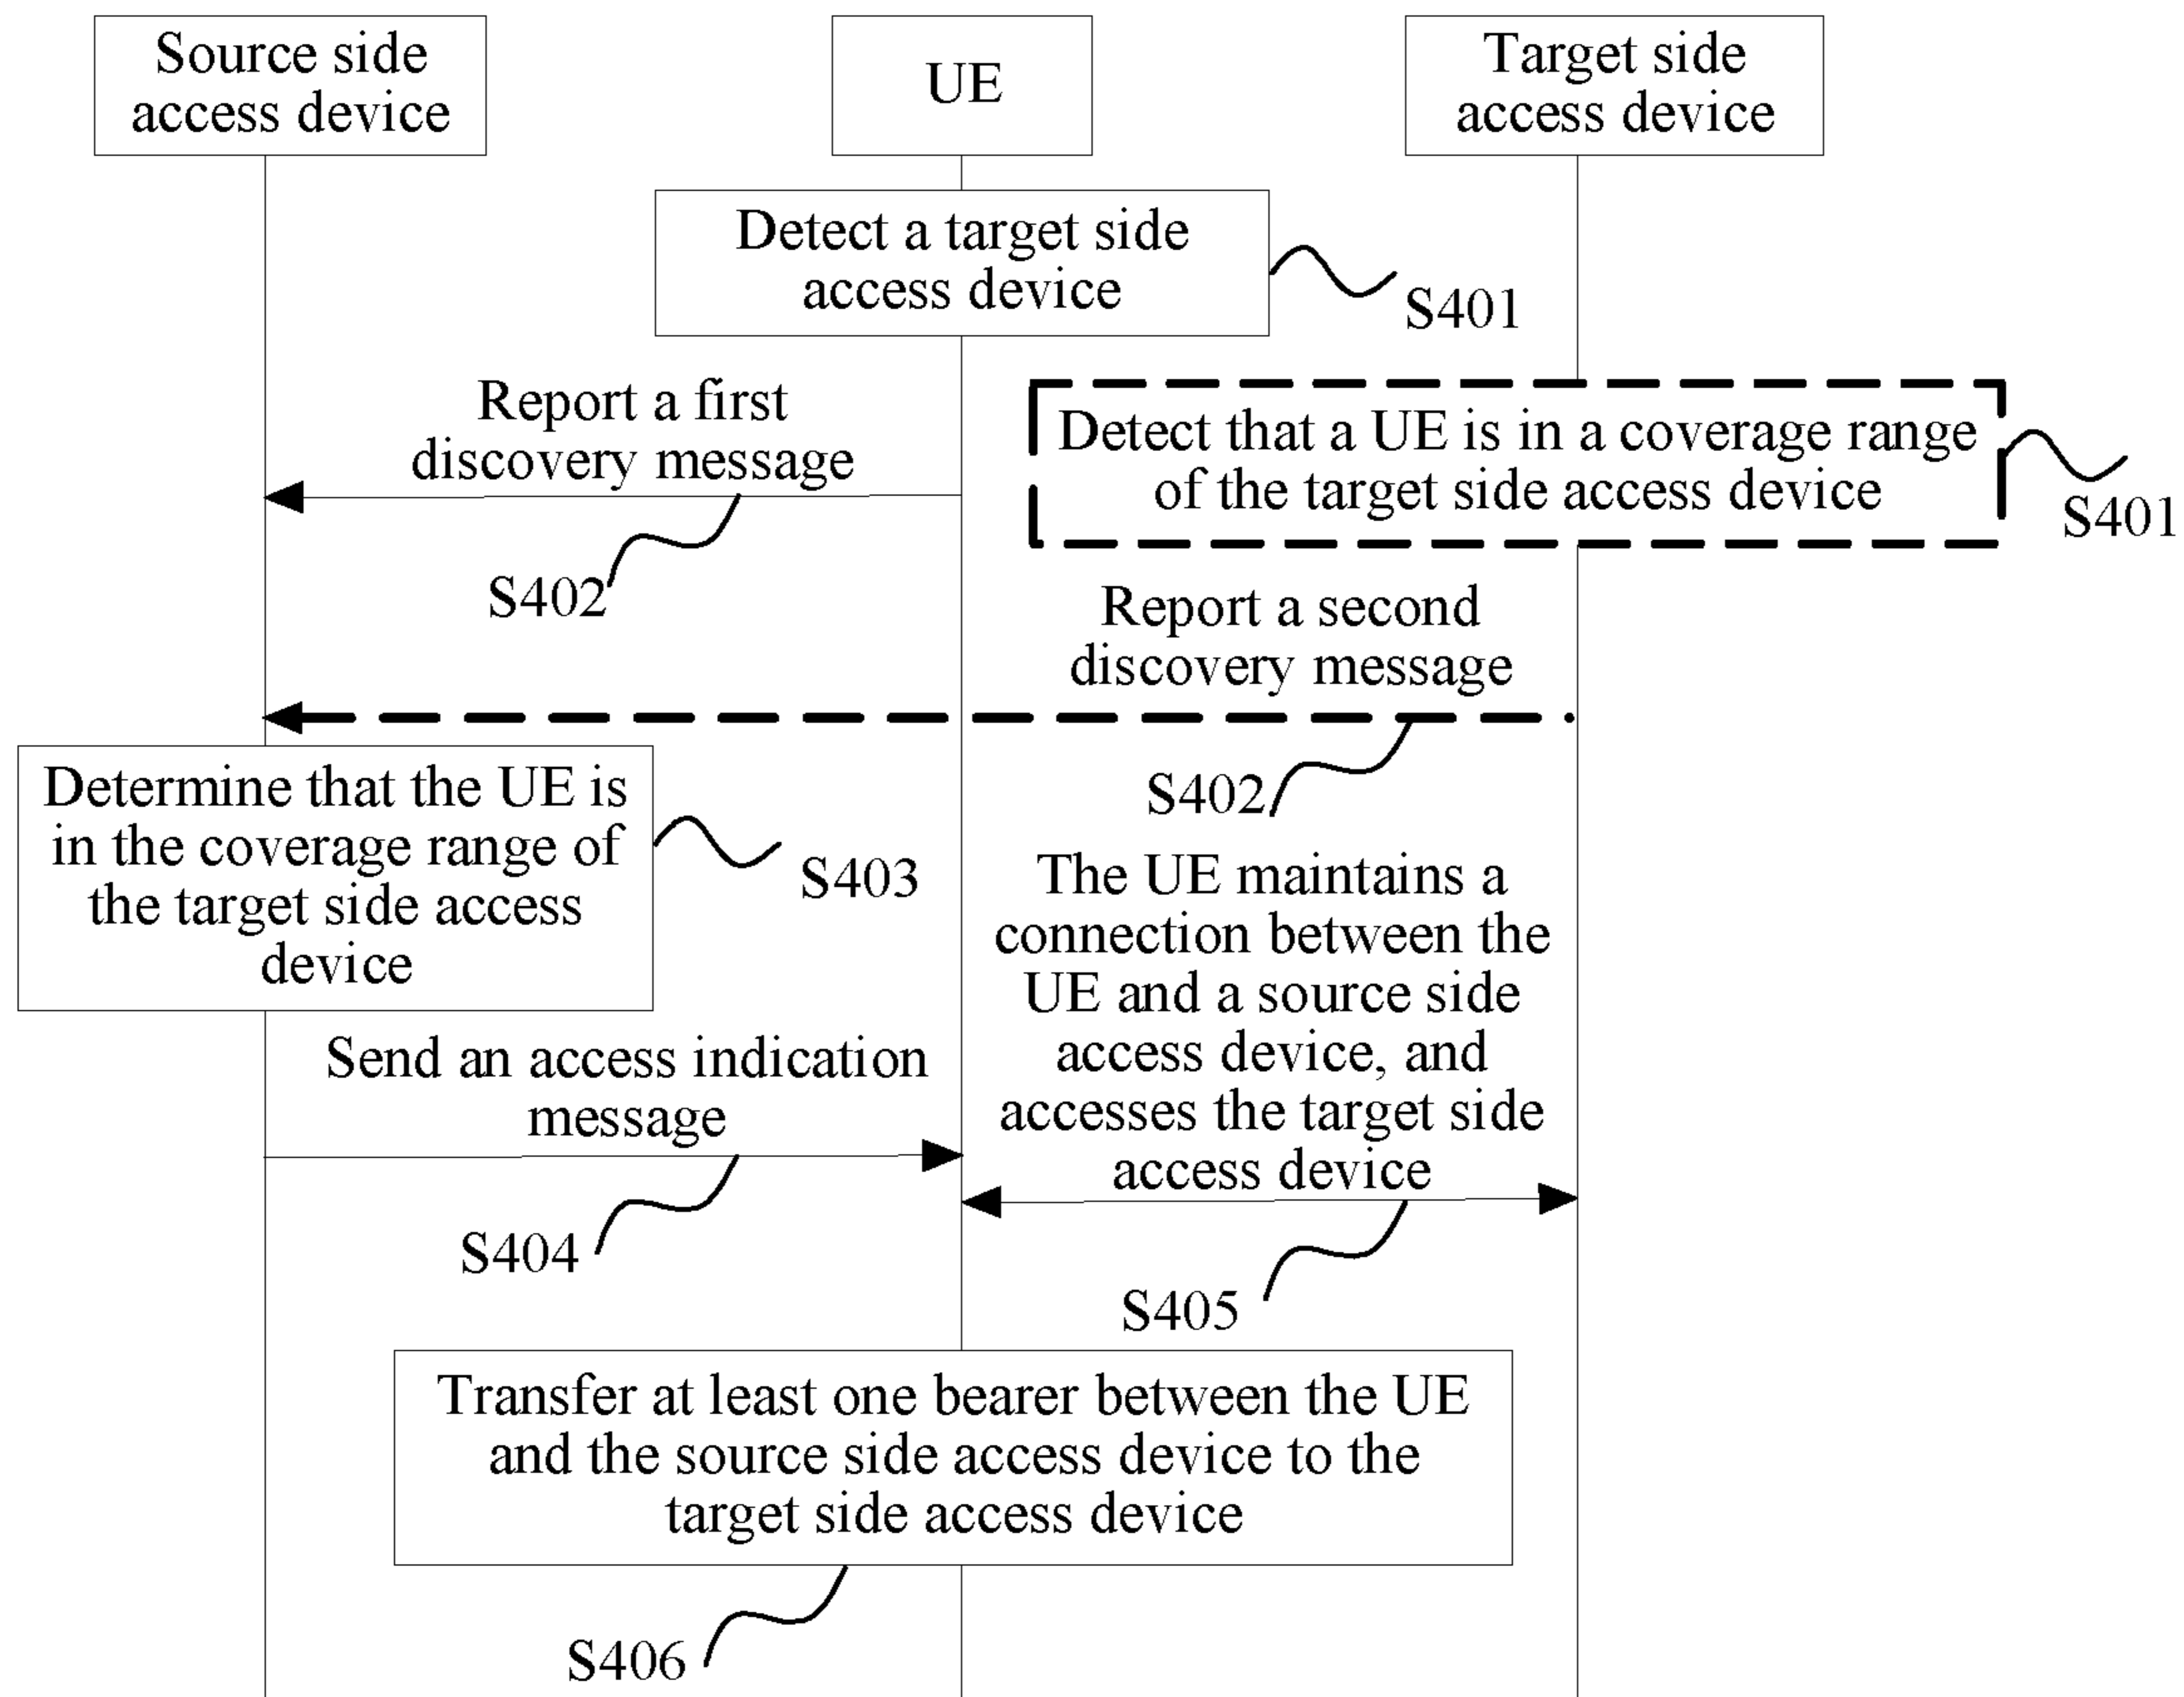 Source side
access device
UE
Target side
access device
Detect a target side
access device
S401
Report a first
discovery message
Detect that a UE is in a coverage range
of the target side access device
S401
S402
Report a second
discovery message
S402
Determine that the UE is
in the coverage range of
the target side access
device
S403
The UE maintains a
connection between the
UE and a source side
access device, and
accesses the target side
access device
Send an access indication
message
S404
S405
Transfer at least one bearer between the UE
and the source side access device to the
target side access device
S406